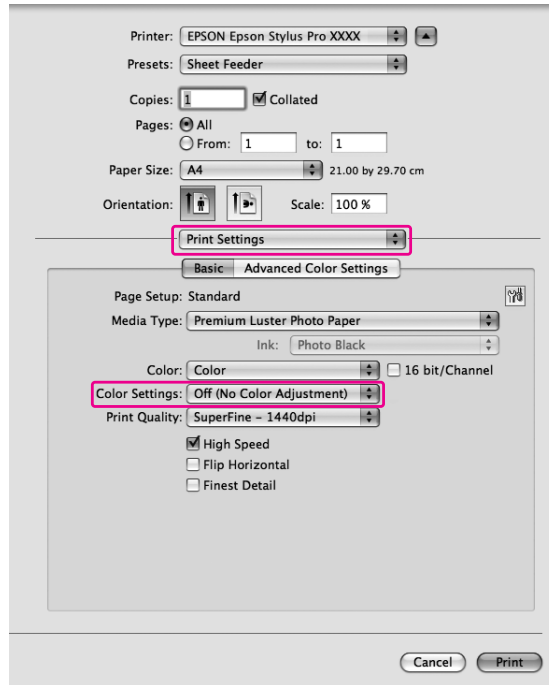 Printer: EPSON Epson Stylus Pro XXXX
Presets: Sheet Feeder
Copies: 1 Collated
Pages: All
From: 1 to: 1
Paper Size: A4 21.00 by 29.70 cm
Orientation: Scale: 100 %
Print Settings
Basic Advanced Color Settings
Page Setup: Standard
Media Type: Premium Luster Photo Paper
Ink: Photo Black
Color: Color 16 bit/Channel
Color Settings: Off (No Color Adjustment)
Print Quality: SuperFine – 1440dpi
High Speed
Flip Horizontal
Finest Detail
Cancel Print